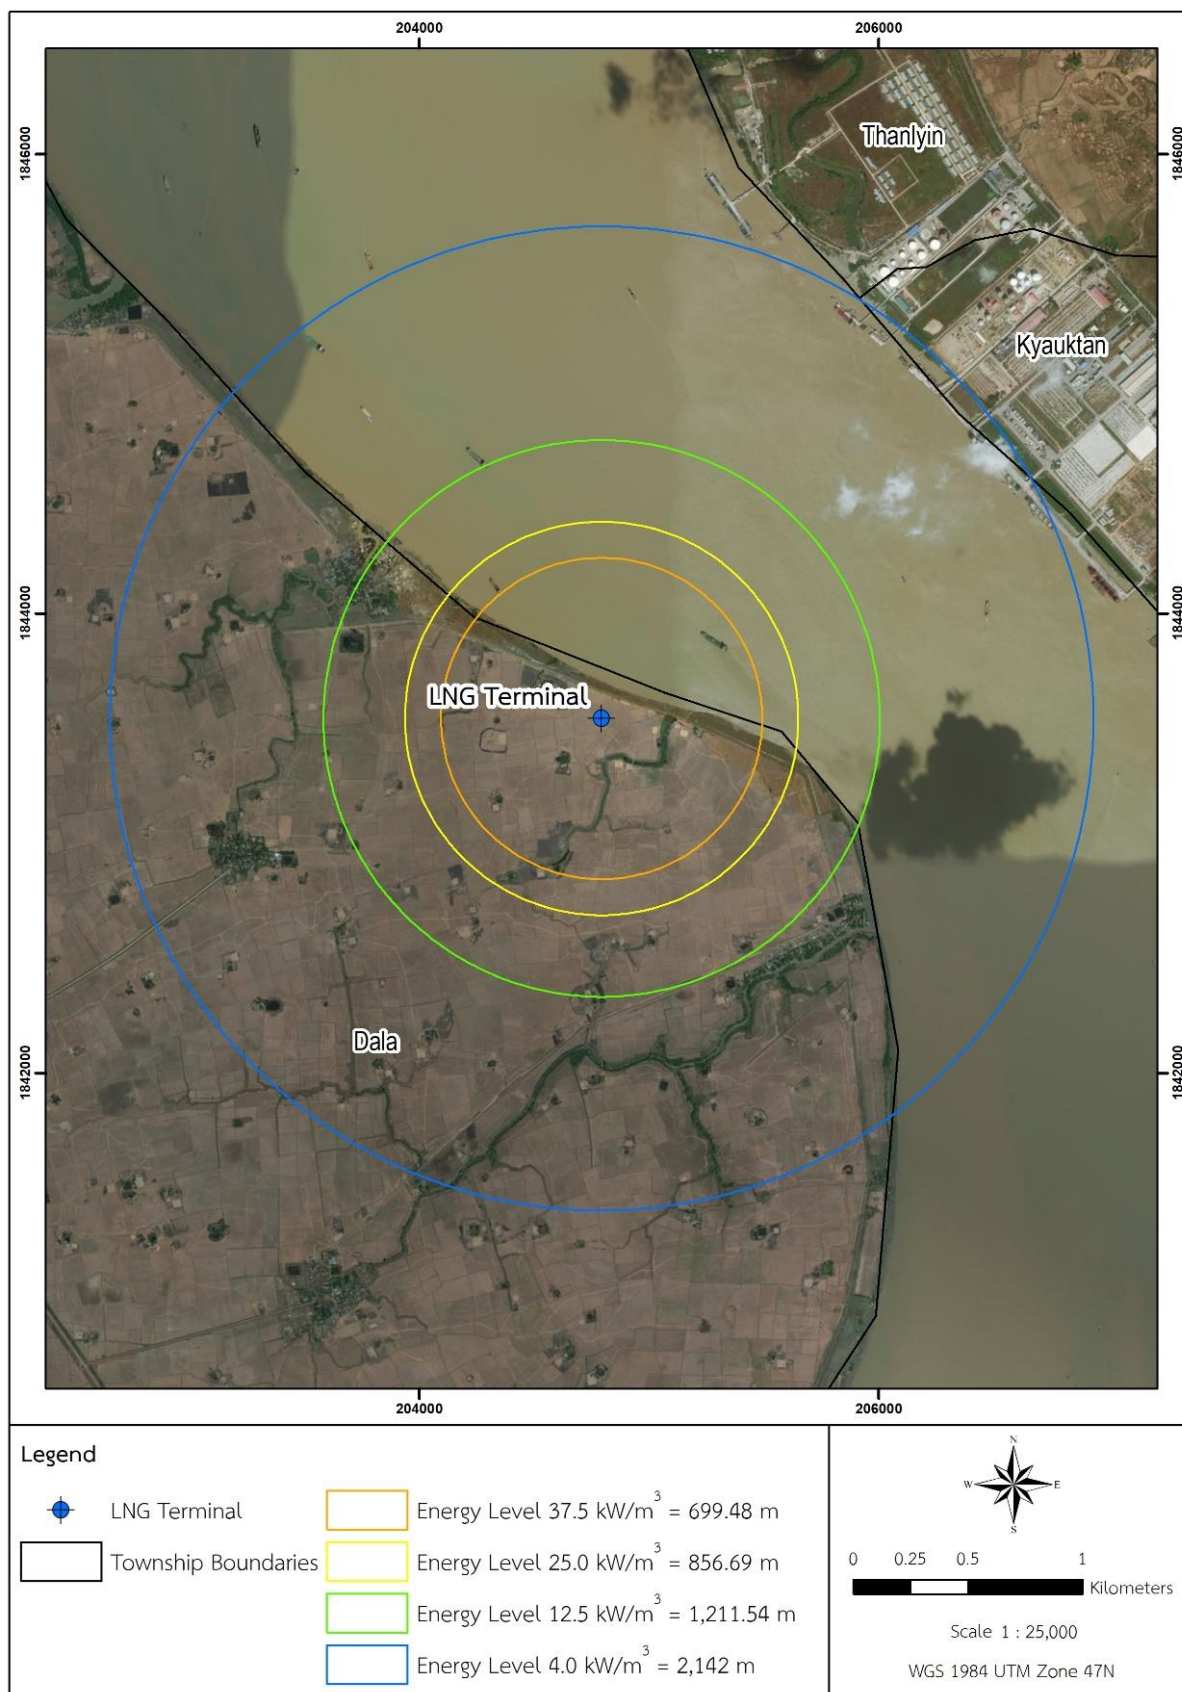 204000
206000
1846000
1846000
Thanlyin
Kyauktan
1844000
1844000
LNG Terminal
Dala
1842000
1842000
204000
206000
Legend
LNG Terminal
Township Boundaries
Energy Level 37.5 kW/m³ = 699.48 m
Energy Level 25.0 kW/m³ = 856.69 m
Energy Level 12.5 kW/m³ = 1,211.54 m
Energy Level 4.0 kW/m³ = 2,142 m
N
W
E
S
0 0.25 0.5 1
Kilometers
Scale 1 : 25,000
WGS 1984 UTM Zone 47N